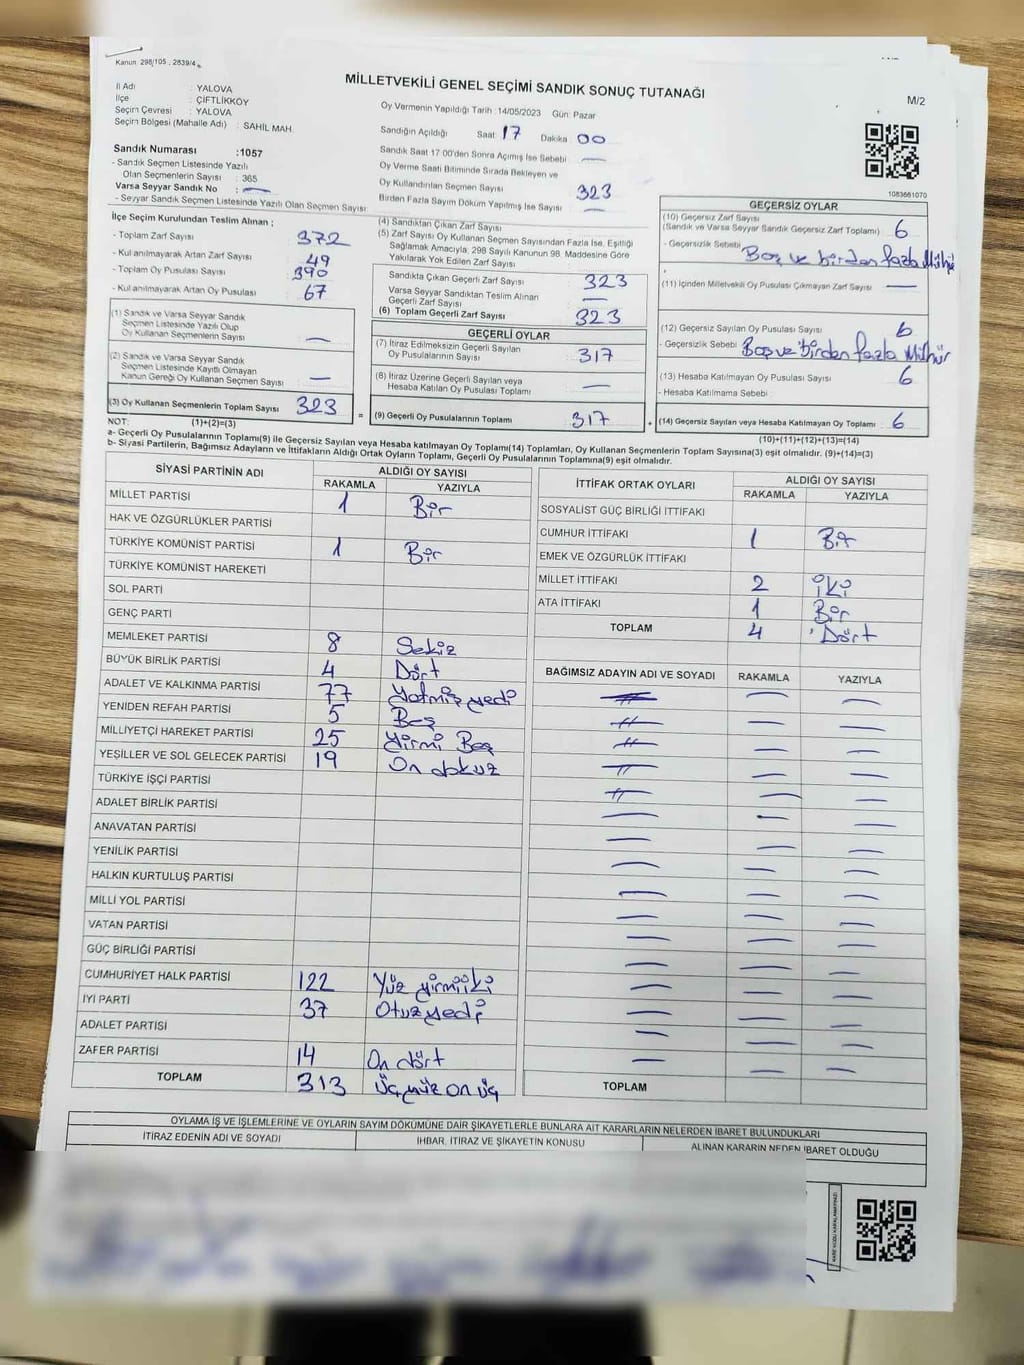 Kanun 298/105, 2839/4
MİLLETVEKİLİ GENEL SEÇİMİ SANDIK SONUÇ TUTANAĞI
M/2
İl Adı : YALOVA
İlçe : ÇİFTLİKKÖY
Seçim Çevresi : YALOVA
Seçim Bölgesi (Mahalle Adı) : SAHİL MAH.
Oy Vermenin Yapıldığı Tarih : 14/05/2023 Gün: Pazar
Sandığın Açıldığı Saat 17 Dakika 00
Sandık Saat 17:00'den Sonra Açımış İse Sebebi —
Oy Verme Saati Bitiminde Sırada Bekleyen ve
Oy Kullandırılan Seçmen Sayısı 323
Birden Fazla Sayım Döküm Yapılmış İse Sayısı —
Sandık Numarası : 1057
- Sandık Seçmen Listesinde Yazılı
Olan Seçmenlerin Sayısı : 365
Varsa Seyyar Sandık No : —
- Seyyar Sandık Seçmen Listesinde Yazılı Olan Seçmen Sayısı:
1083661070
İlçe Seçim Kurulundan Teslim Alınan ;
- Toplam Zarf Sayısı : 372
- Kullanılmayarak Artan Zarf Sayısı : 49
- Toplam Oy Pusulası Sayısı : 390
- Kullanılmayarak Artan Oy Pusulası : 67
(1) Sandık ve Varsa Seyyar Sandık
Seçmen Listesinde Yazılı Olup
Oy Kullanan Seçmenlerin Sayısı —
(2) Sandık ve Varsa Seyyar Sandık
Seçmen Listesinde Kayıtlı Olmayan
Kanun Gereği Oy Kullanan Seçmen Sayısı —
(3) Oy Kullanan Seçmenlerin Toplam Sayısı 323
(1)+(2)=(3)
(4) Sandıktan Çıkan Zarf Sayısı
(5) Zarf Sayısı Oy Kullanan Seçmen Sayısından Fazla İse, Eşitliği
Sağlamak Amacıyla, 298 Sayılı Kanunun 98. Maddesine Göre
Yakılarak Yok Edilen Zarf Sayısı
Sandıkta Çıkan Geçerli Zarf Sayısı 323
Varsa Seyyar Sandıktan Teslim Alınan
Geçerli Zarf Sayısı —
(6) Toplam Geçerli Zarf Sayısı 323
GEÇERLİ OYLAR
(7) İtiraz Edilmeksizin Geçerli Sayılan
Oy Pusulalarının Sayısı 317
(8) İtiraz Üzerine Geçerli Sayılan veya
Hesaba Katılan Oy Pusulası Toplamı —
= (9) Geçerli Oy Pusulalarının Toplamı 317
GEÇERSİZ OYLAR
(10) Geçersiz Zarf Sayısı
(Sandık ve Varsa Seyyar Sandık Geçersiz Zarf Toplamı) 6
- Geçersizlik Sebebi
Boş ve birden fazla Mühür
(11) İçinden Milletvekili Oy Pusulası Çıkmayan Zarf Sayısı —
(12) Geçersiz Sayılan Oy Pusulası Sayısı 6
- Geçersizlik Sebebi Boş ve birden fazla Mühür
(13) Hesaba Katılmayan Oy Pusulası Sayısı 6
- Hesaba Katılmama Sebebi
+ (14) Geçersiz Sayılan veya Hesaba Katılmayan Oy Toplamı : 6
(10)+(11)+(12)+(13)=(14)
NOT:
a- Geçerli Oy Pusulalarının Toplamı(9) ile Geçersiz Sayılan veya Hesaba katılmayan Oy Toplamı(14) Toplamları, Oy Kullanan Seçmenlerin Toplam Sayısına(3) eşit olmalıdır. (9)+(14)=(3)
b- Siyasi Partilerin, Bağımsız Adayların ve İttifakların Aldığı Ortak Oyların Toplamı, Geçerli Oy Pusulalarının Toplamına(9) eşit olmalıdır.
SİYASİ PARTİNİN ADI ALDIĞI OY SAYISI
RAKAMLA YAZIYLA
MİLLET PARTİSİ 1 Bir
HAK VE ÖZGÜRLÜKLER PARTİSİ
TÜRKİYE KOMÜNİST PARTİSİ 1 Bir
TÜRKİYE KOMÜNİST HAREKETİ
SOL PARTİ
GENÇ PARTİ
MEMLEKET PARTİSİ 8 Sekiz
BÜYÜK BİRLİK PARTİSİ 4 Dört
ADALET VE KALKINMA PARTİSİ 77 Yetmiş yedi
YENİDEN REFAH PARTİSİ 5 Beş
MİLLİYETÇİ HAREKET PARTİSİ 25 Yirmi Beş
YEŞİLLER VE SOL GELECEK PARTİSİ 19 On dokuz
TÜRKİYE İŞÇİ PARTİSİ
ADALET BİRLİK PARTİSİ
ANAVATAN PARTİSİ
YENİLİK PARTİSİ
HALKIN KURTULUŞ PARTİSİ
MİLLİ YOL PARTİSİ
VATAN PARTİSİ
GÜÇ BİRLİĞİ PARTİSİ
CUMHURİYET HALK PARTİSİ 122 Yüz yirmi iki
İYİ PARTİ 37 Otuz yedi
ADALET PARTİSİ
ZAFER PARTİSİ 14 On dört
TOPLAM 313 Üçyüz on üç
İTTİFAK ORTAK OYLARI ALDIĞI OY SAYISI
RAKAMLA YAZIYLA
SOSYALİST GÜÇ BİRLİĞİ İTTİFAKI
CUMHUR İTTİFAKI 1 Bir
EMEK VE ÖZGÜRLÜK İTTİFAKI
MİLLET İTTİFAKI 2 iki
ATA İTTİFAKI 1 Bir
TOPLAM 4 Dört
BAĞIMSIZ ADAYIN ADI VE SOYADI RAKAMLA YAZIYLA
TOPLAM
OYLAMA İŞ VE İŞLEMLERİNE VE OYLARIN SAYIM DÖKÜMÜNE DAİR ŞİKAYETLERLE BUNLARA AİT KARARLARIN NELERDEN İBARET BULUNDUKLARI
İTİRAZ EDENİN ADI VE SOYADI İHBAR, İTİRAZ VE ŞİKAYETİN KONUSU ALINAN KARARIN NEDEN İBARET OLDUĞU